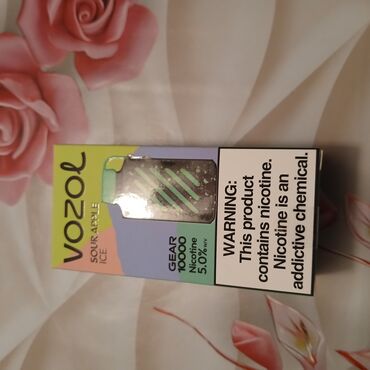 VOZOL
SOUR APPLE
ICE
GEAR
10000
Nicotine
5.0%
WARNING:
This product
contains nicotine.
Nicotine is an
addictive chemical.